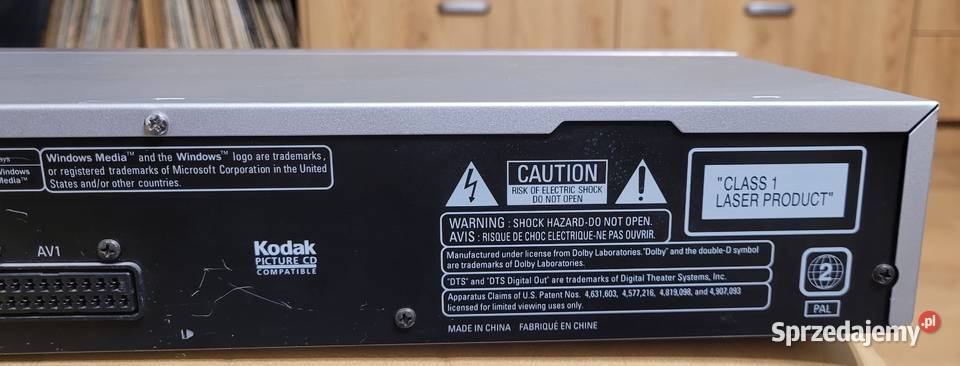 ays
Windows
Media™
Windows Media™ and the Windows™ logo are trademarks,
or registered trademarks of Microsoft Corporation in the United
States and/or other countries.
AV1
Kodak
PICTURE CD
COMPATIBLE
CAUTION
RISK OF ELECTRIC SHOCK
DO NOT OPEN
WARNING : SHOCK HAZARD-DO NOT OPEN.
AVIS : RISQUE DE CHOC ELECTRIQUE-NE PAS OUVRIR.
Manufactured under license from Dolby Laboratories. "Dolby" and the double-D symbol
are trademarks of Dolby Laboratories.
"DTS" and "DTS Digital Out" are trademarks of Digital Theater Systems, Inc.
Apparatus Claims of U.S. Patent Nos. 4,631,603, 4,577,216, 4,819,098, and 4,907,093
licensed for limited viewing uses only.
MADE IN CHINA FABRIQUÉ EN CHINE
"CLASS 1
LASER PRODUCT"
2
PAL
Sprzedajemy.pl